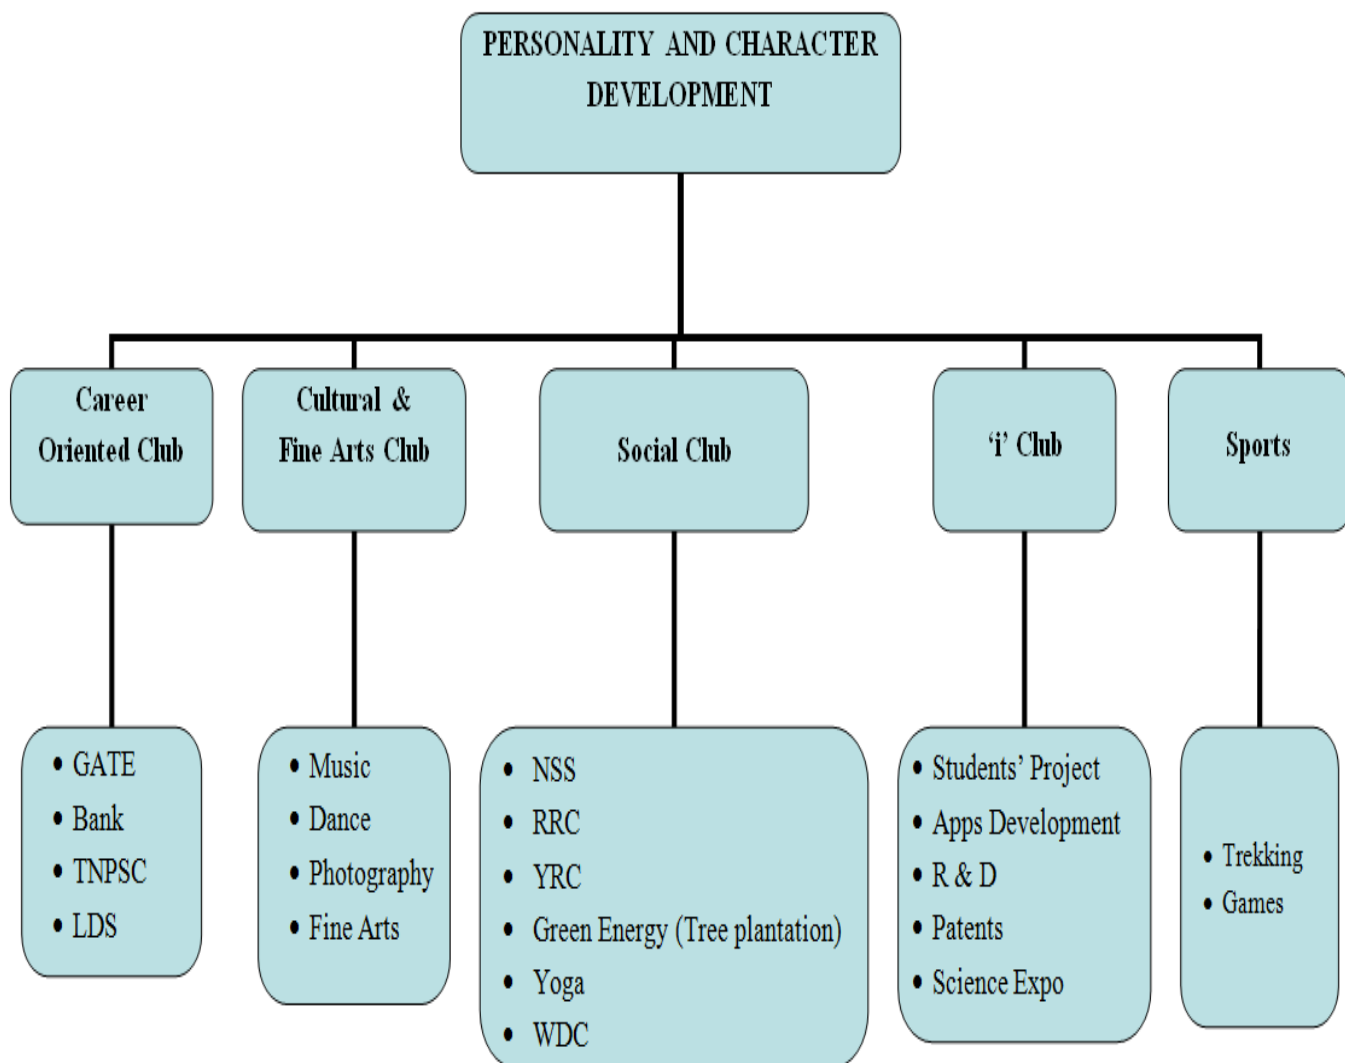 PERSONALITY AND CHARACTER
DEVELOPMENT
Career
Oriented Club
Cultural &
Fine Arts Club
Social Club
‘i’ Club
Sports
• GATE
• Bank
• TNPSC
• LDS
• Music
• Dance
• Photography
• Fine Arts
• NSS
• RRC
• YRC
• Green Energy (Tree plantation)
• Yoga
• WDC
• Students’ Project
• Apps Development
• R & D
• Patents
• Science Expo
• Trekking
• Games